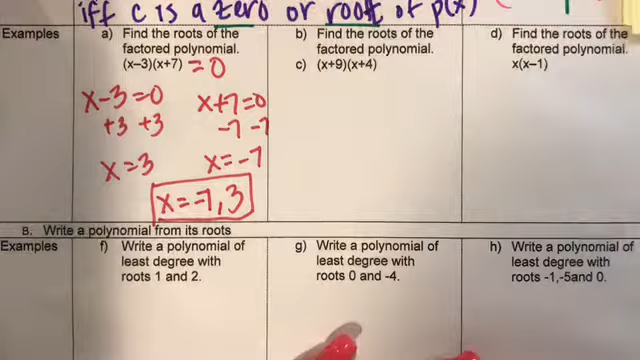 iff c is a zero or root of p(x)
Examples
a) Find the roots of the
factored polynomial.
(x–3)(x+7) = 0
x-3=0 x+7=0
+3 +3 -7 -7
x=3 x=-7
x=-7,3
b) Find the roots of the
factored polynomial.
c) (x+9)(x+4)
d) Find the roots of the
factored polynomial.
x(x–1)
B. Write a polynomial from its roots
Examples
f) Write a polynomial of
least degree with
roots 1 and 2.
g) Write a polynomial of
least degree with
roots 0 and -4.
h) Write a polynomial of
least degree with
roots -1,-5and 0.